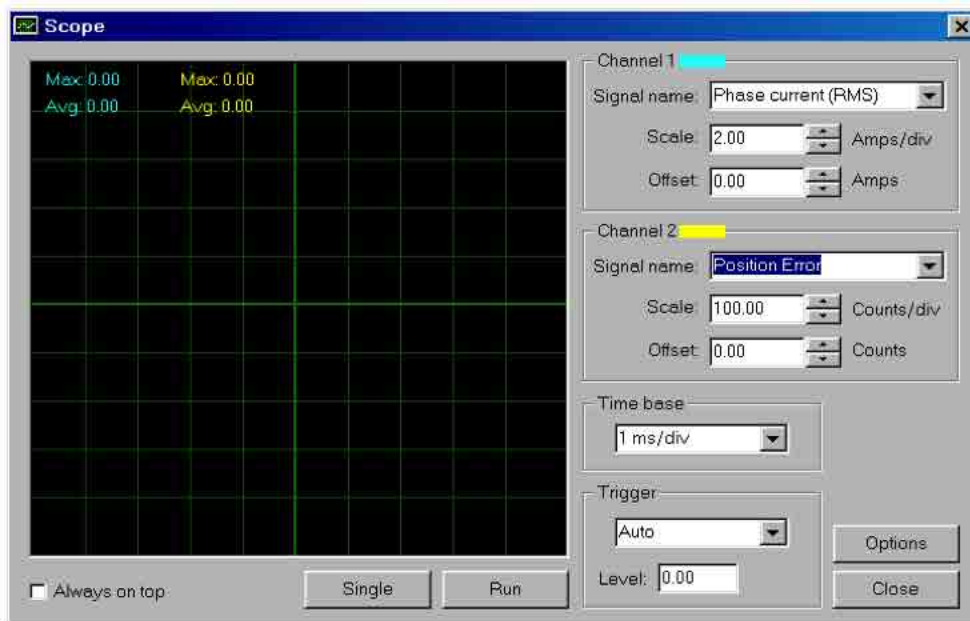 Scope
Max: 0.00 Max: 0.00
Avg: 0.00 Avg: 0.00
Channel 1
Signal name: Phase current (RMS)
Scale: 2.00 Amps/div
Offset: 0.00 Amps
Channel 2
Signal name: Position Error
Scale: 100.00 Counts/div
Offset: 0.00 Counts
Time base
1 ms/div
Trigger
Auto
Level: 0.00
Options
Close
Always on top
Single
Run